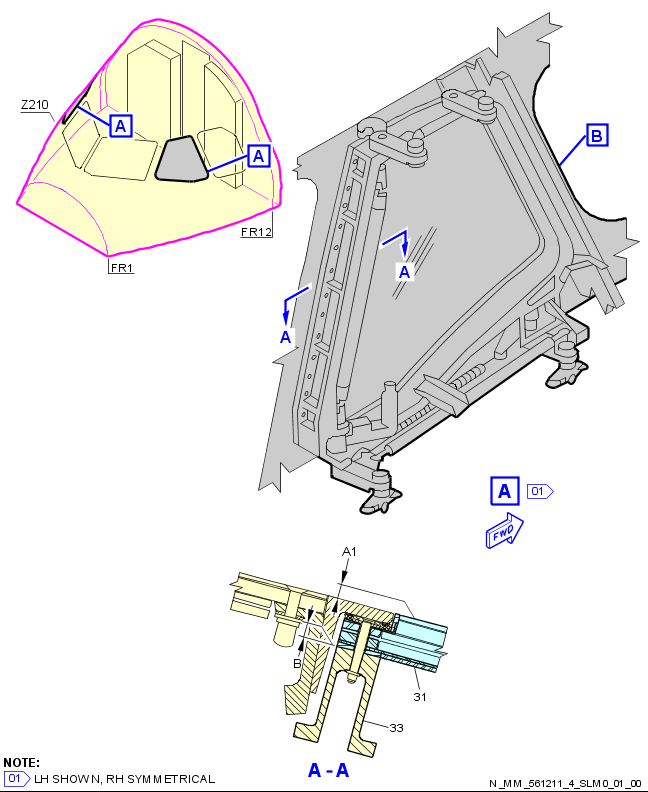 Z210
A
A
FR12
FR1
B
A
A
A 01
FWD
A1
B
31
33
A - A
NOTE:
01 LH SHOWN, RH SYMMETRICAL
N_MM_561211_4_SLM0_01_00